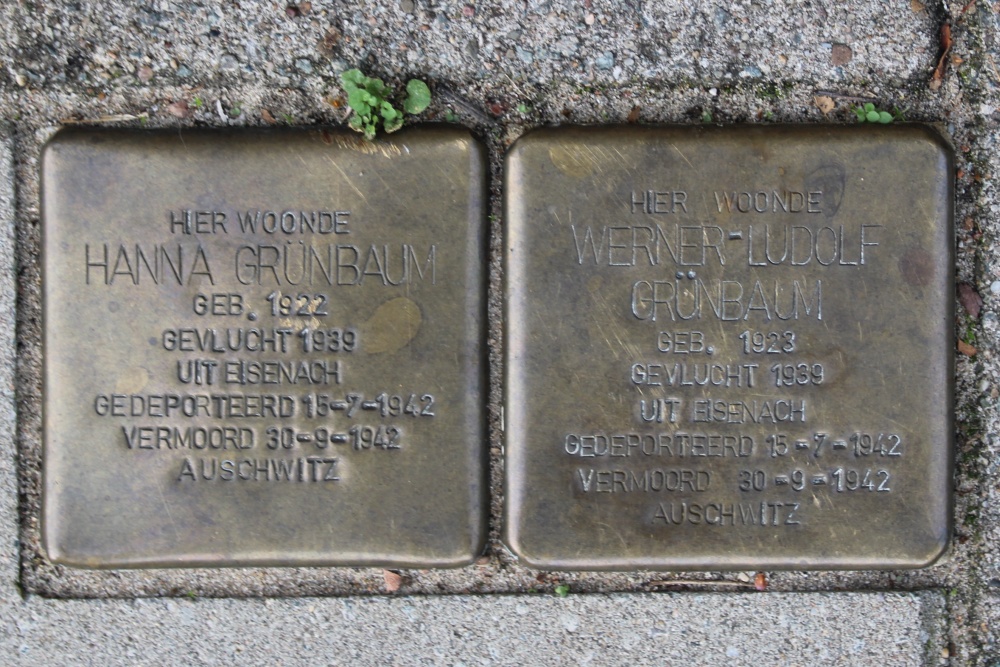 HIER WOONDE
HANNA GRÜNBAUM
GEB. 1922
GEVLUCHT 1939
UIT EISENACH
GEDEPORTEERD 15-7-1942
VERMOORD 30-9-1942
AUSCHWITZ
HIER WOONDE
WERNER-LUDOLF
GRÜNBAUM
GEB. 1923
GEVLUCHT 1939
UIT EISENACH
GEDEPORTEERD 15-7-1942
VERMOORD 30-9-1942
AUSCHWITZ